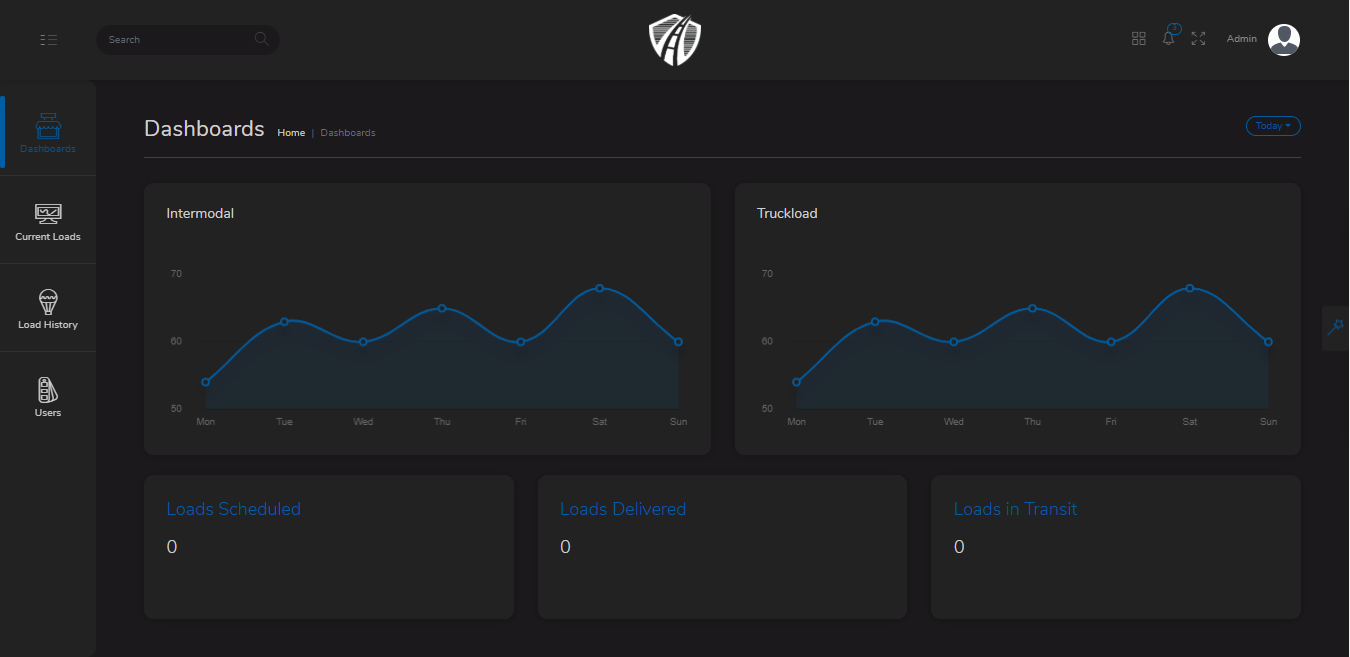 Search
Admin
Dashboards
Current Loads
Load History
Users
Dashboards Home | Dashboards
Today
Intermodal
70
60
50
Mon Tue Wed Thu Fri Sat Sun
Truckload
70
60
50
Mon Tue Wed Thu Fri Sat Sun
Loads Scheduled
0
Loads Delivered
0
Loads in Transit
0